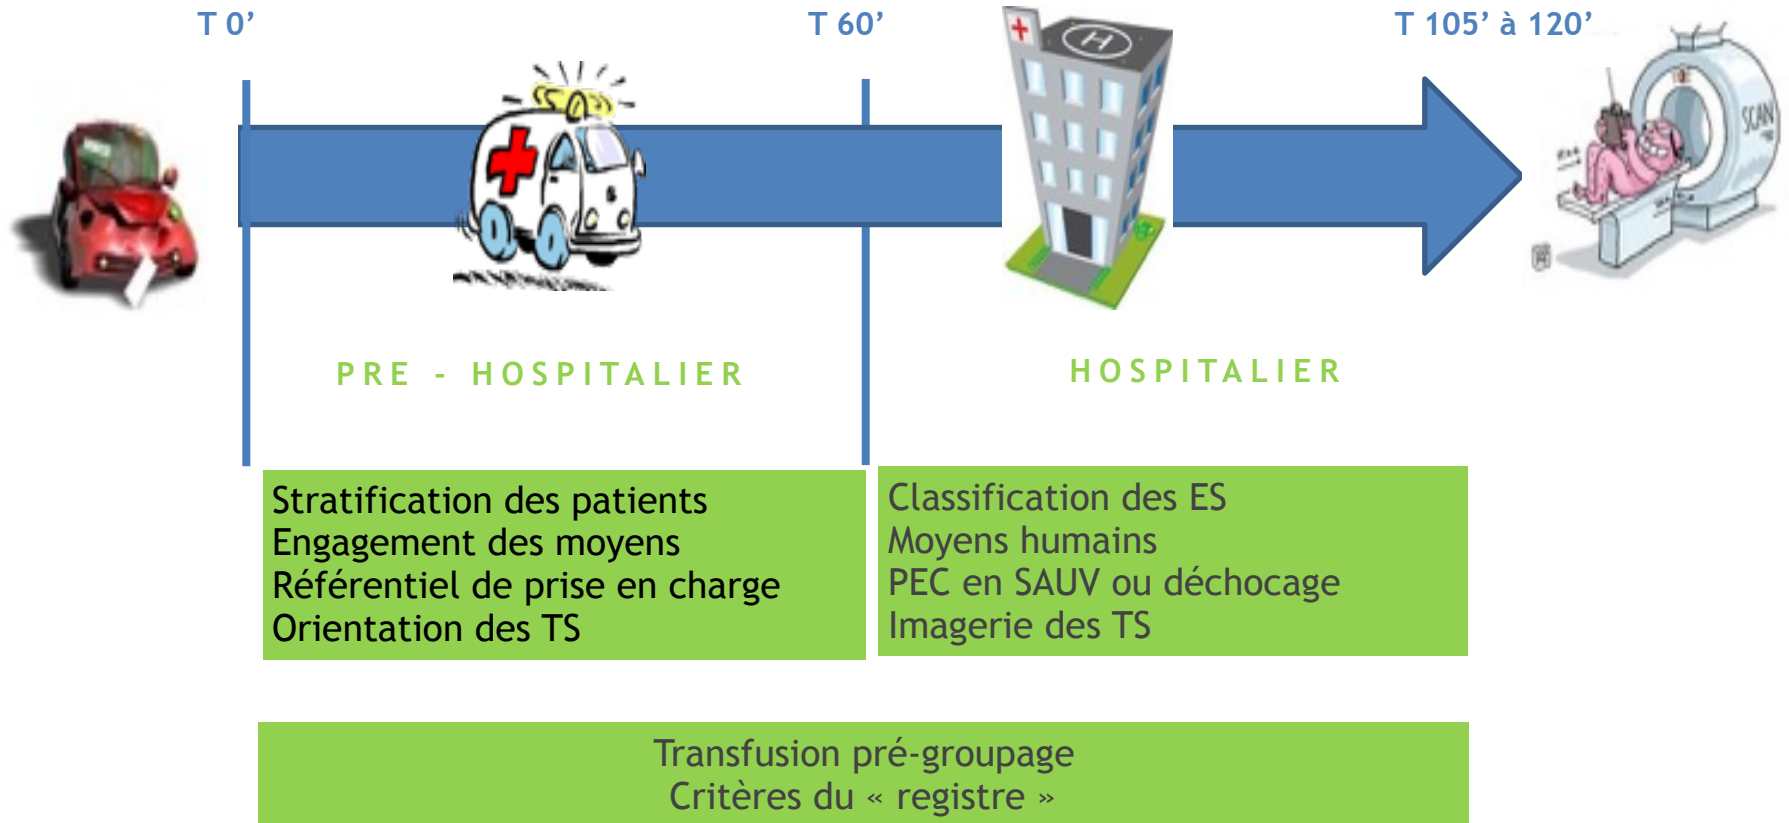 T 0’
T 60’
T 105’ à 120’
H
SCAN
PRE - HOSPITALIER
HOSPITALIER
Stratification des patients
Engagement des moyens
Référentiel de prise en charge
Orientation des TS
Classification des ES
Moyens humains
PEC en SAUV ou déchocage
Imagerie des TS
Transfusion pré-groupage
Critères du « registre »